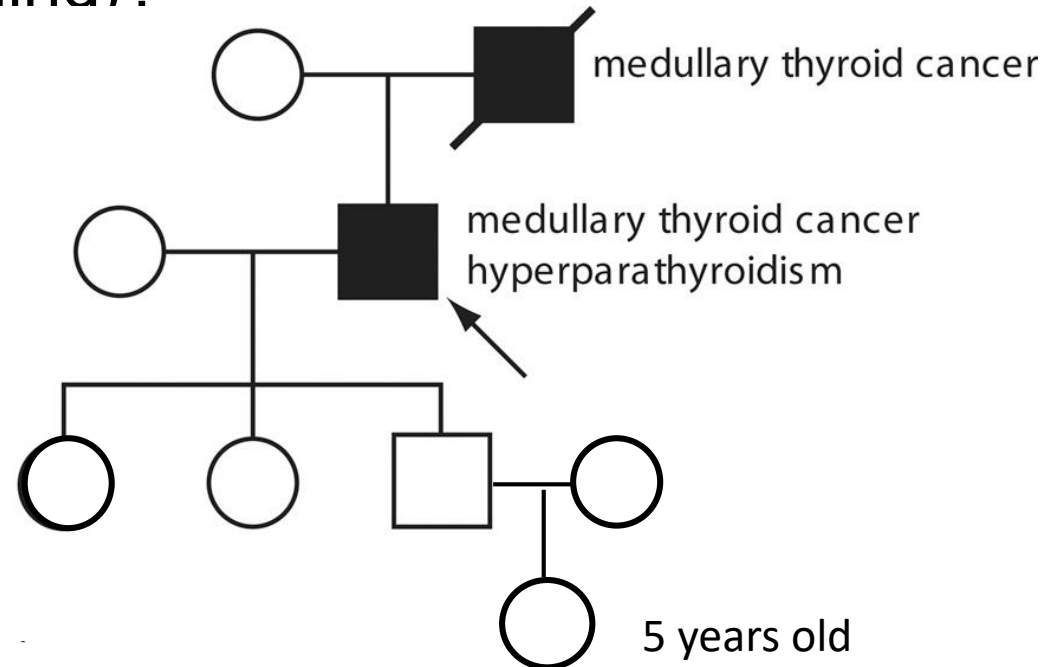 medullary thyroid cancer
medullary thyroid cancer
hyperparathyroidism
5 years old